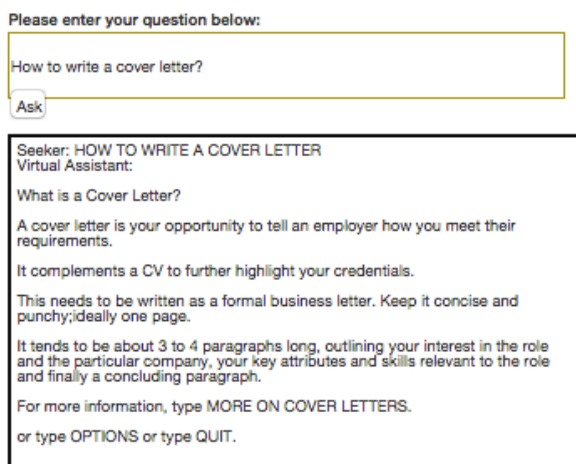 Please enter your question below:
How to write a cover letter?
Ask
Seeker: HOW TO WRITE A COVER LETTER
Virtual Assistant:
What is a Cover Letter?
A cover letter is your opportunity to tell an employer how you meet their
requirements.
It complements a CV to further highlight your credentials.
This needs to be written as a formal business letter. Keep it concise and
punchy;ideally one page.
It tends to be about 3 to 4 paragraphs long, outlining your interest in the role
and the particular company, your key attributes and skills relevant to the role
and finally a concluding paragraph.
For more information, type MORE ON COVER LETTERS.
or type OPTIONS or type QUIT.